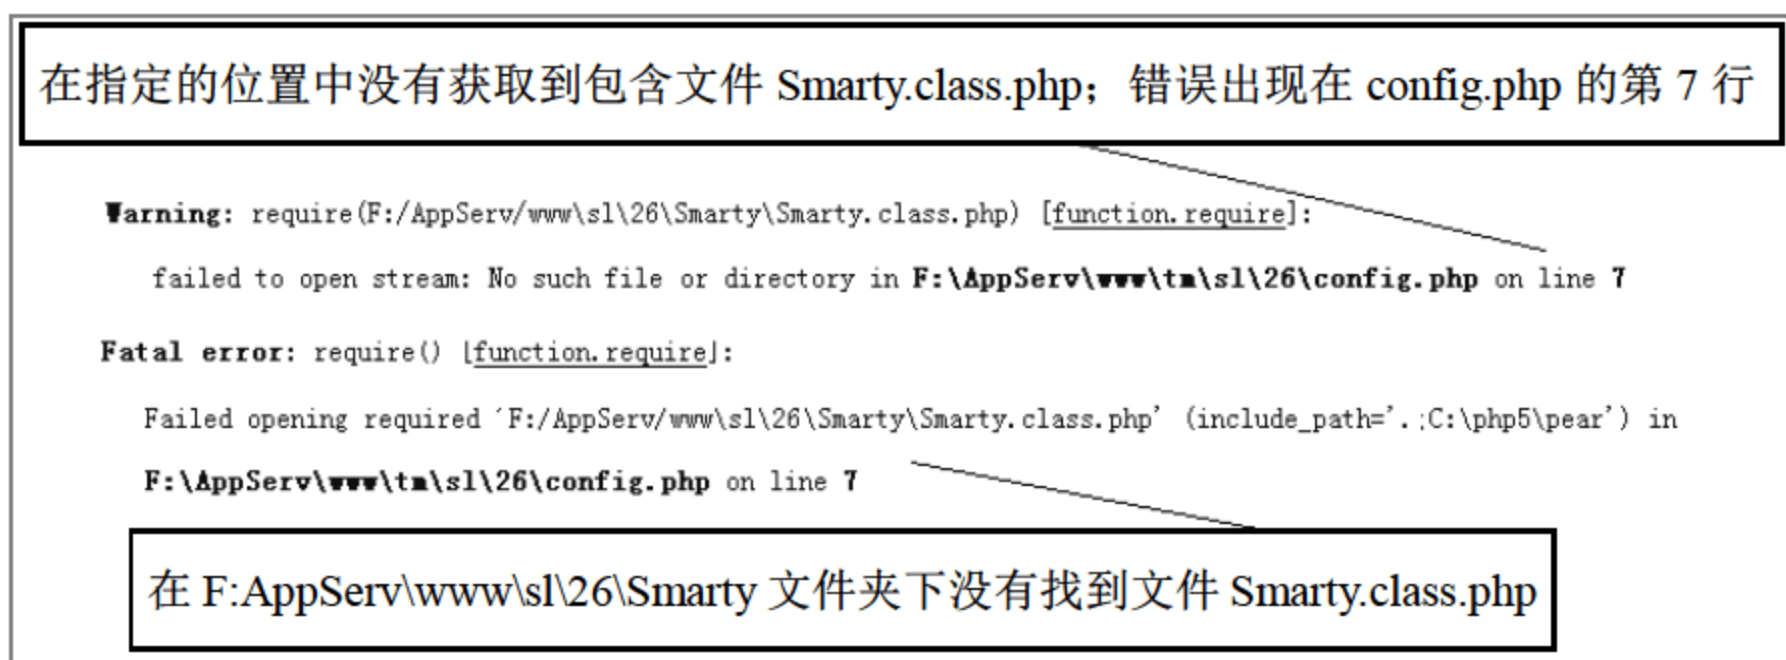 在指定的位置中没有获取到包含文件 Smarty.class.php；错误出现在 config.php 的第 7 行
Warning: require(F:/AppServ/www\sl\26\Smarty\Smarty.class.php) [function.require]:
failed to open stream: No such file or directory in F:\AppServ\www\tm\sl\26\config.php on line 7
Fatal error: require() [function.require]:
Failed opening required 'F:/AppServ/www\sl\26\Smarty\Smarty.class.php' (include_path='.;C:\php5\pear') in
F:\AppServ\www\tm\sl\26\config.php on line 7
在 F:AppServ\www\sl\26\Smarty 文件夹下没有找到文件 Smarty.class.php